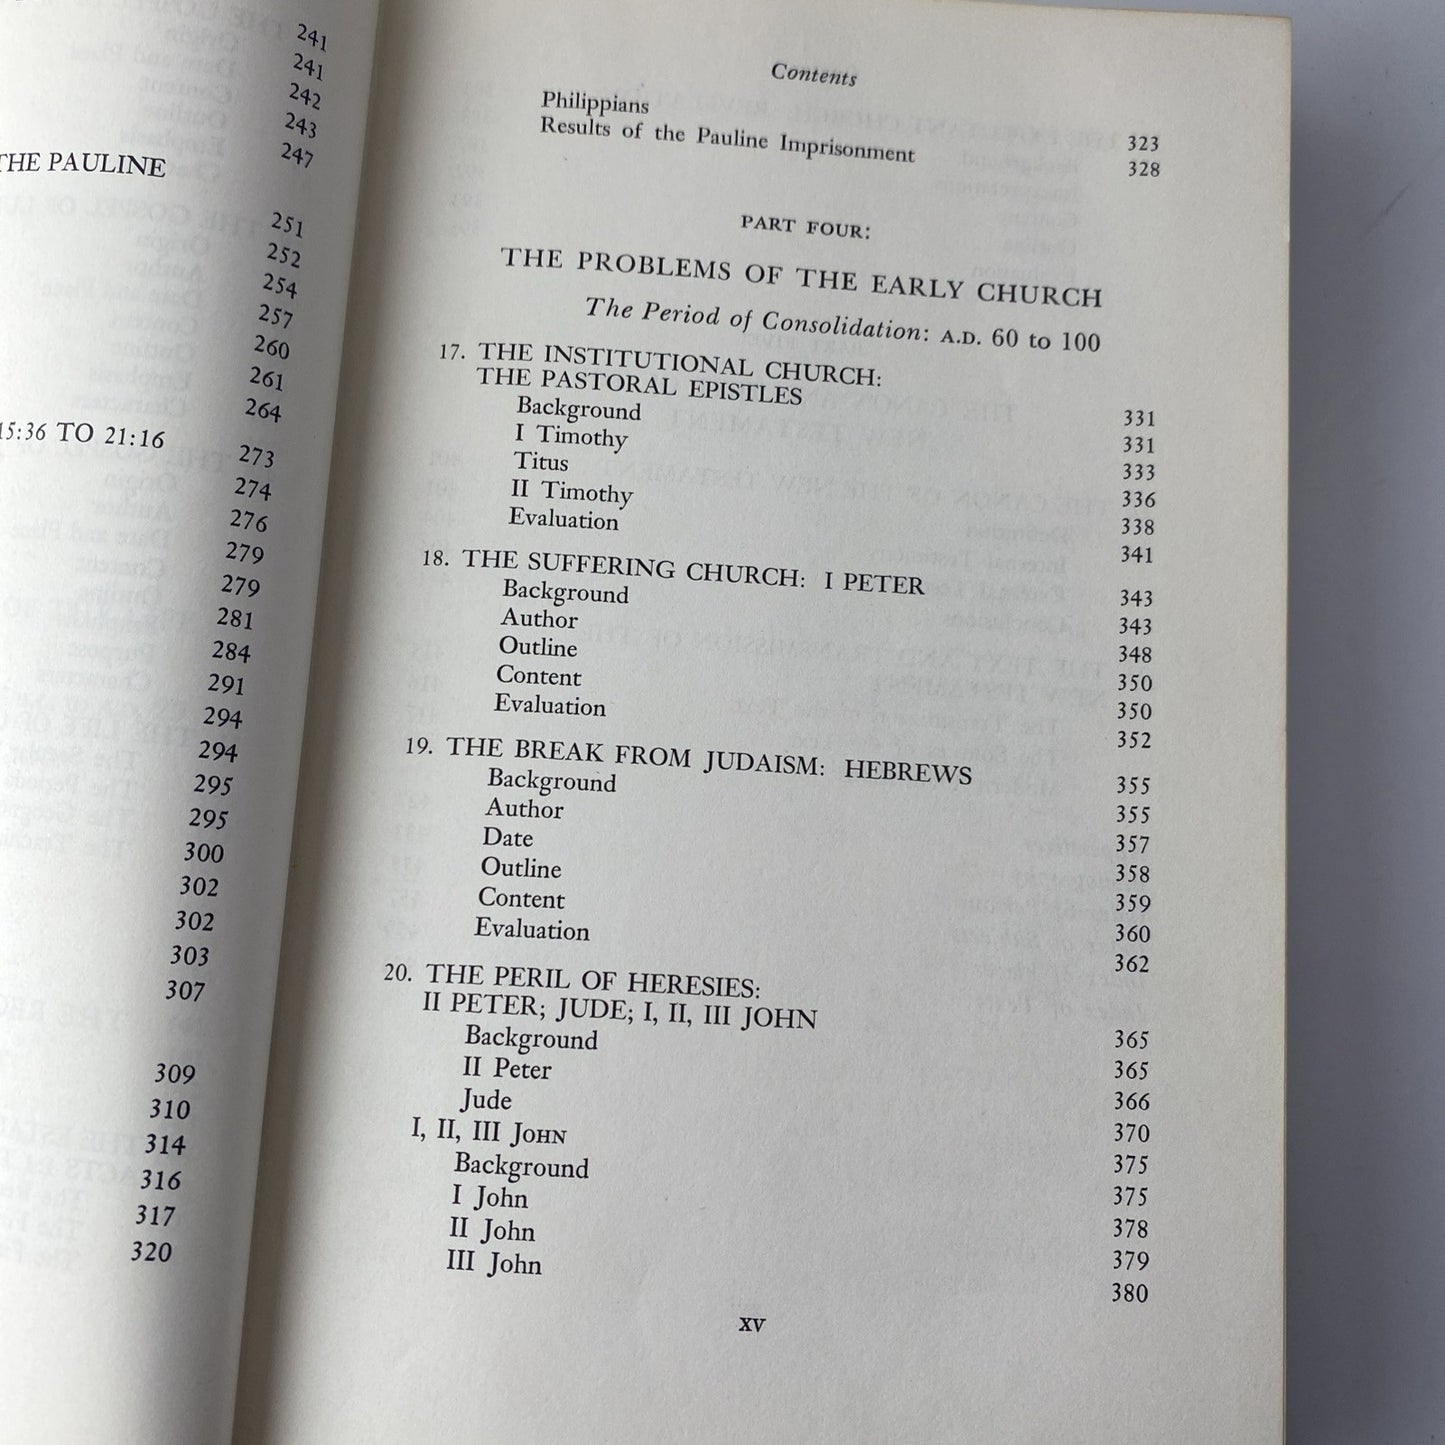 241
241
242
243
247
THE PAULINE
251
252
254
257
260
261
264
15:36 TO 21:16
273
274
276
279
279
281
284
291
294
294
295
295
300
302
302
303
307
309
310
314
316
317
320
Contents
Philippians 323
Results of the Pauline Imprisonment 328
PART FOUR:
THE PROBLEMS OF THE EARLY CHURCH
The Period of Consolidation: A.D. 60 to 100
17. THE INSTITUTIONAL CHURCH:
THE PASTORAL EPISTLES 331
Background 331
I Timothy 333
Titus 336
II Timothy 338
Evaluation 341
18. THE SUFFERING CHURCH: I PETER 343
Background 343
Author 348
Outline 350
Content 350
Evaluation 352
19. THE BREAK FROM JUDAISM: HEBREWS 355
Background 355
Author 357
Date 358
Outline 359
Content 360
Evaluation 362
20. THE PERIL OF HERESIES:
II PETER; JUDE; I, II, III JOHN 365
Background 365
II Peter 366
Jude 370
I, II, III JOHN 375
Background 375
I John 378
II John 379
III John 380
XV